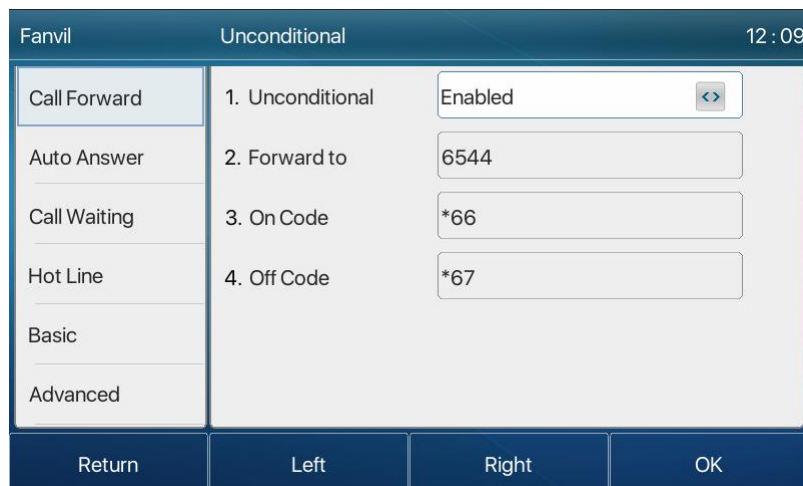 Fanvil Unconditional 12:09
Call Forward
Auto Answer
Call Waiting
Hot Line
Basic
Advanced
1. Unconditional Enabled <>
2. Forward to 6544
3. On Code *66
4. Off Code *67
Return Left Right OK